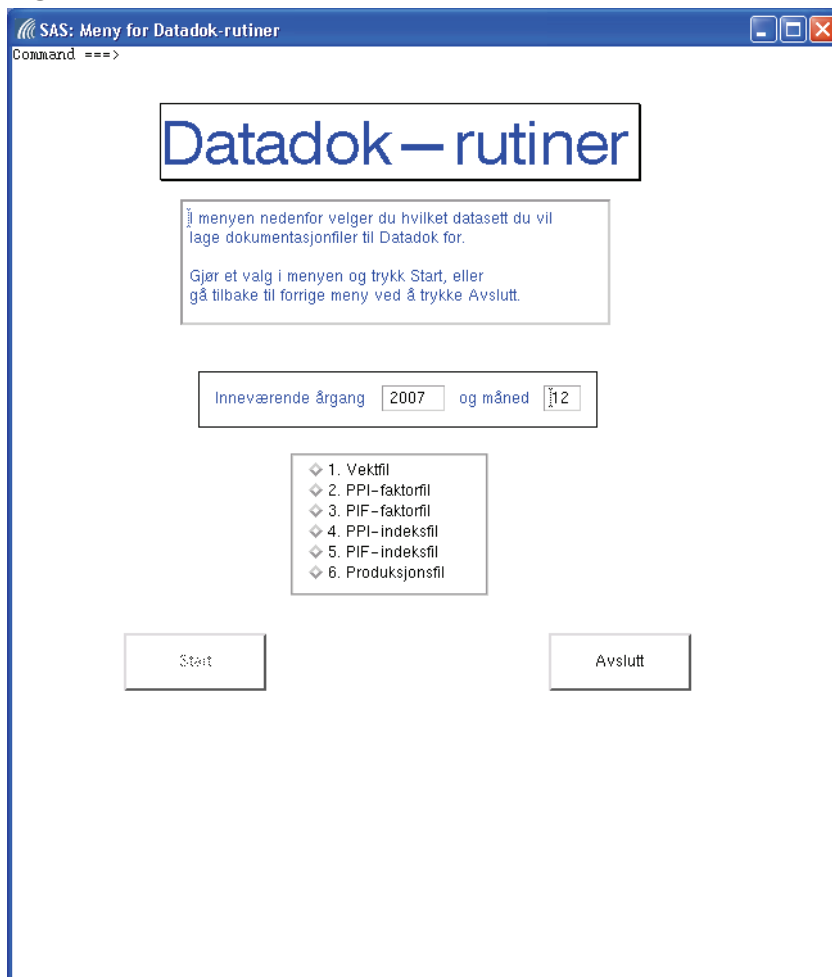 SAS: Meny for Datadok-rutiner
Command ===>
Datadok–rutiner
I menyen nedenfor velger du hvilket datasett du vil
lage dokumentasjonfiler til Datadok for.
Gjør et valg i menyen og trykk Start, eller
gå tilbake til forrige meny ved å trykke Avslutt.
Inneværende årgang 2007 og måned 12
1. Vektfil
2. PPI-faktorfil
3. PIF-faktorfil
4. PPI-indeksfil
5. PIF-indeksfil
6. Produksjonsfil
Start Avslutt